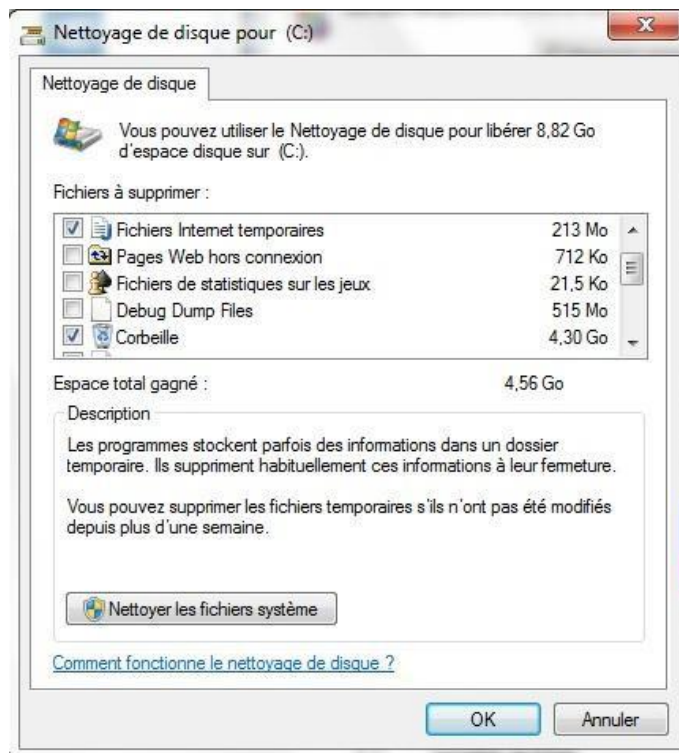 Nettoyage de disque pour (C:)
Nettoyage de disque
Vous pouvez utiliser le Nettoyage de disque pour libérer 8,82 Go
d'espace disque sur (C:).
Fichiers à supprimer :
Fichiers Internet temporaires 213 Mo
Pages Web hors connexion 712 Ko
Fichiers de statistiques sur les jeux 21,5 Ko
Debug Dump Files 515 Mo
Corbeille 4,30 Go
Espace total gagné : 4,56 Go
Description
Les programmes stockent parfois des informations dans un dossier
temporaire. Ils suppriment habituellement ces informations à leur fermeture.
Vous pouvez supprimer les fichiers temporaires s'ils n'ont pas été modifiés
depuis plus d'une semaine.
Nettoyer les fichiers système
Comment fonctionne le nettoyage de disque ?
OK Annuler